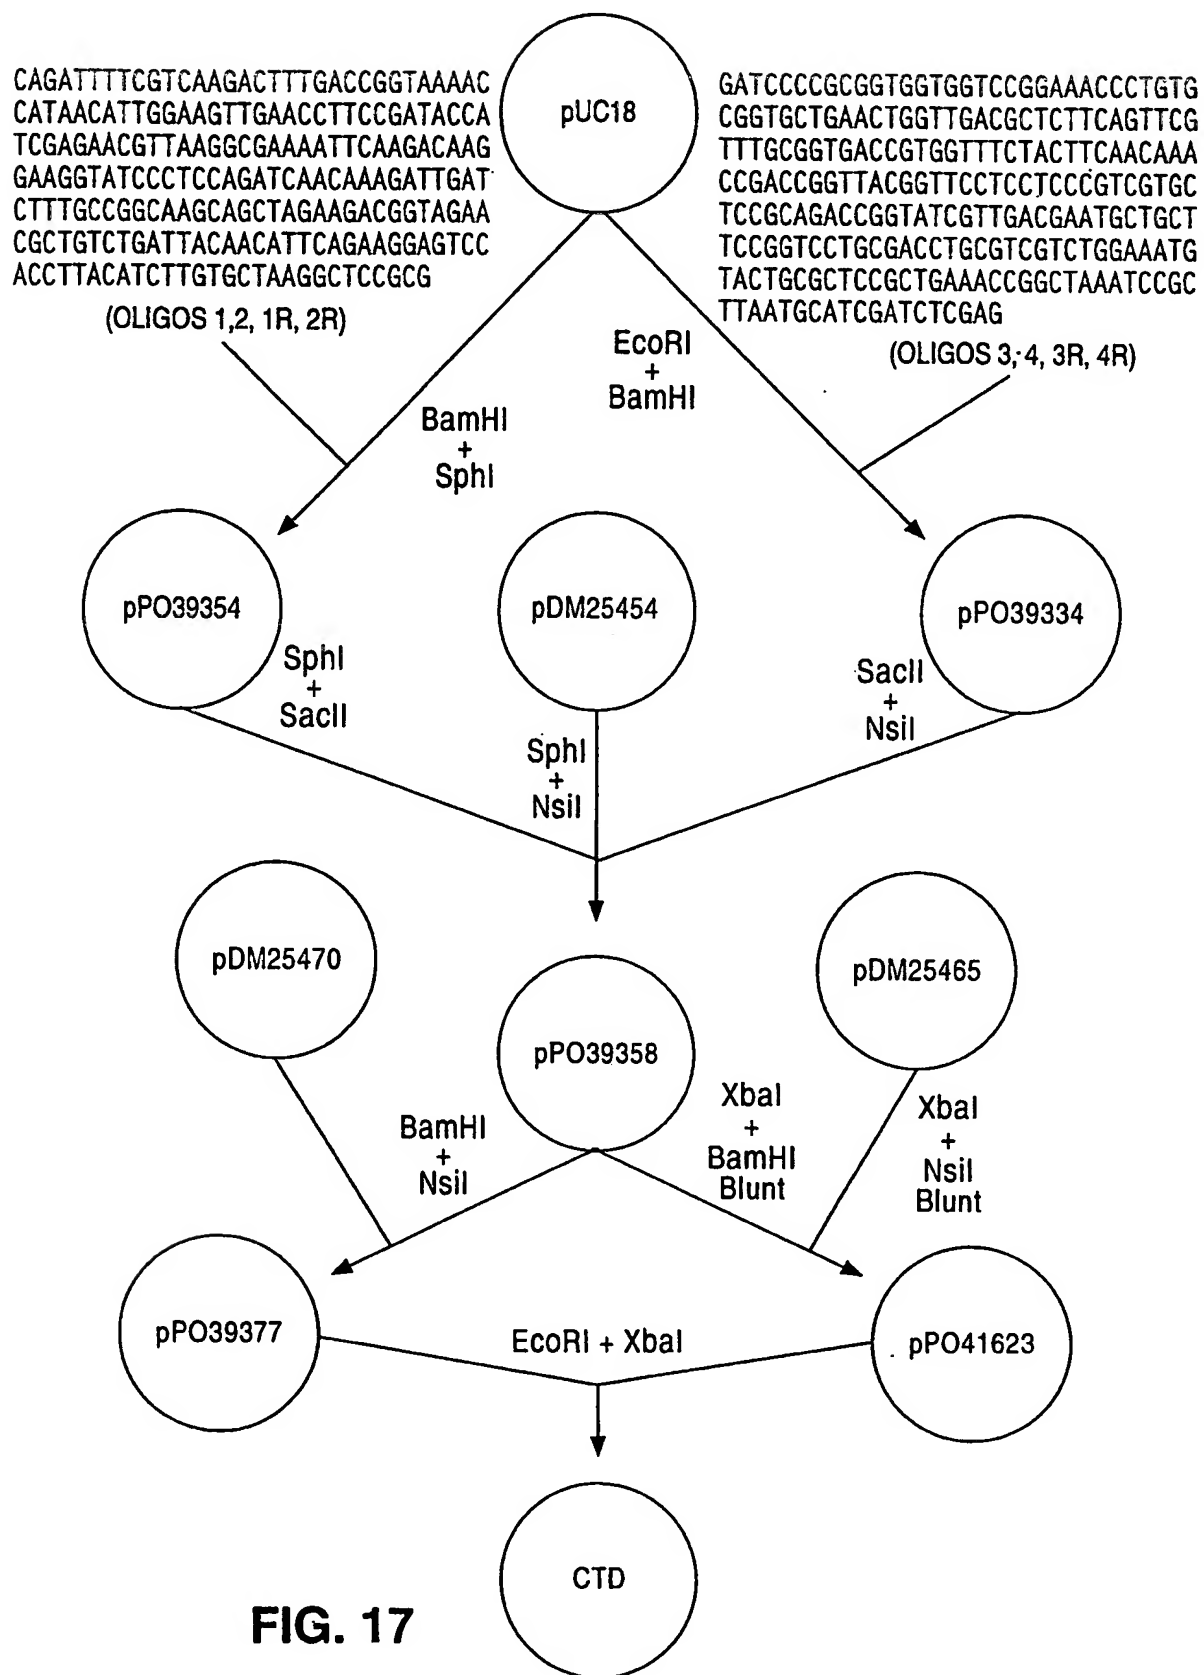 CAGATTTTCGTCAAGACTTTGACCGGTAAAAC
CATAACATTGGAAGTTGAACCTTCCGATACCA
TCGAGAACGTTAAGGCGAAAATTCAAGACAAG
GAAGGTATCCCTCCAGATCAACAAAGATTGAT
CTTTGCCGGCAAGCAGCTAGAAGACGGTAGAA
CGCTGTCTGATTACAACATTCAGAAGGAGTCC
ACCTTACATCTTGTGCTAAGGCTCCGCG
(OLIGOS 1,2, 1R, 2R)
pUC18
GATCCCCGCGGTGGTGGTCCGGAAACCCTGTG
CGGTGCTGAACTGGTTGACGCTCTTCAGTTCG
TTTGCGGTGACCGTGGTTTCTACTTCAACAAA
CCGACCGGTTACGGTTCCTCCTCCCGTCGTGC
TCCGCAGACCGGTATCGTTGACGAATGCTGCT
TCCGGTCCTGCGACCTGCGTCGTCTGGAAATG
TACTGCGCTCCGCTGAAACCGGCTAAATCCGC
TTAATGCATCGATCTCGAG
(OLIGOS 3, 4, 3R, 4R)
BamHI
+
SphI
EcoRI
+
BamHI
pPO39354
pDM25454
pPO39334
SphI
+
SacII
SphI
+
NsiI
SacII
+
NsiI
pDM25470
pPO39358
pDM25465
BamHI
+
NsiI
XbaI
+
BamHI
Blunt
XbaI
+
NsiI
Blunt
pPO39377
EcoRI + XbaI
pPO41623
CTD
FIG. 17